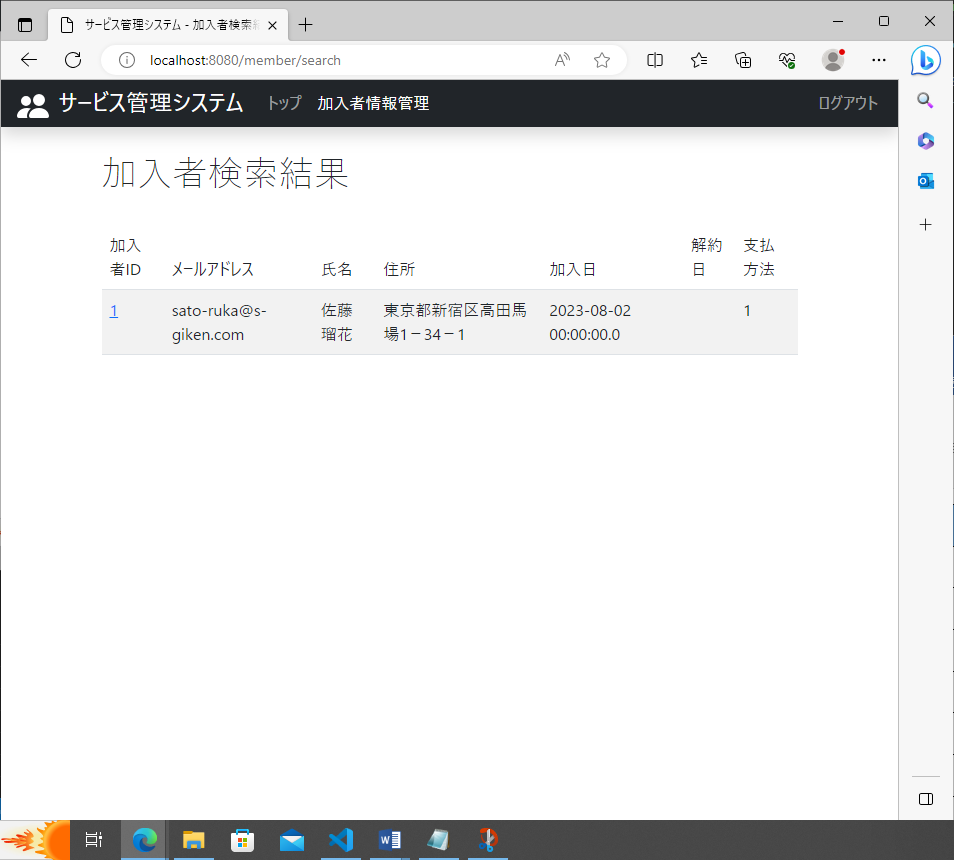 サービス管理システム - 加入者検索
localhost:8080/member/search
サービス管理システム トップ 加入者情報管理 ログアウト
加入者検索結果
加入者ID メールアドレス 氏名 住所 加入日 解約日 支払方法
1 sato-ruka@s- 佐藤 東京都新宿区高田馬 2023-08-02 1
giken.com 瑠花 場1－34－1 00:00:00.0